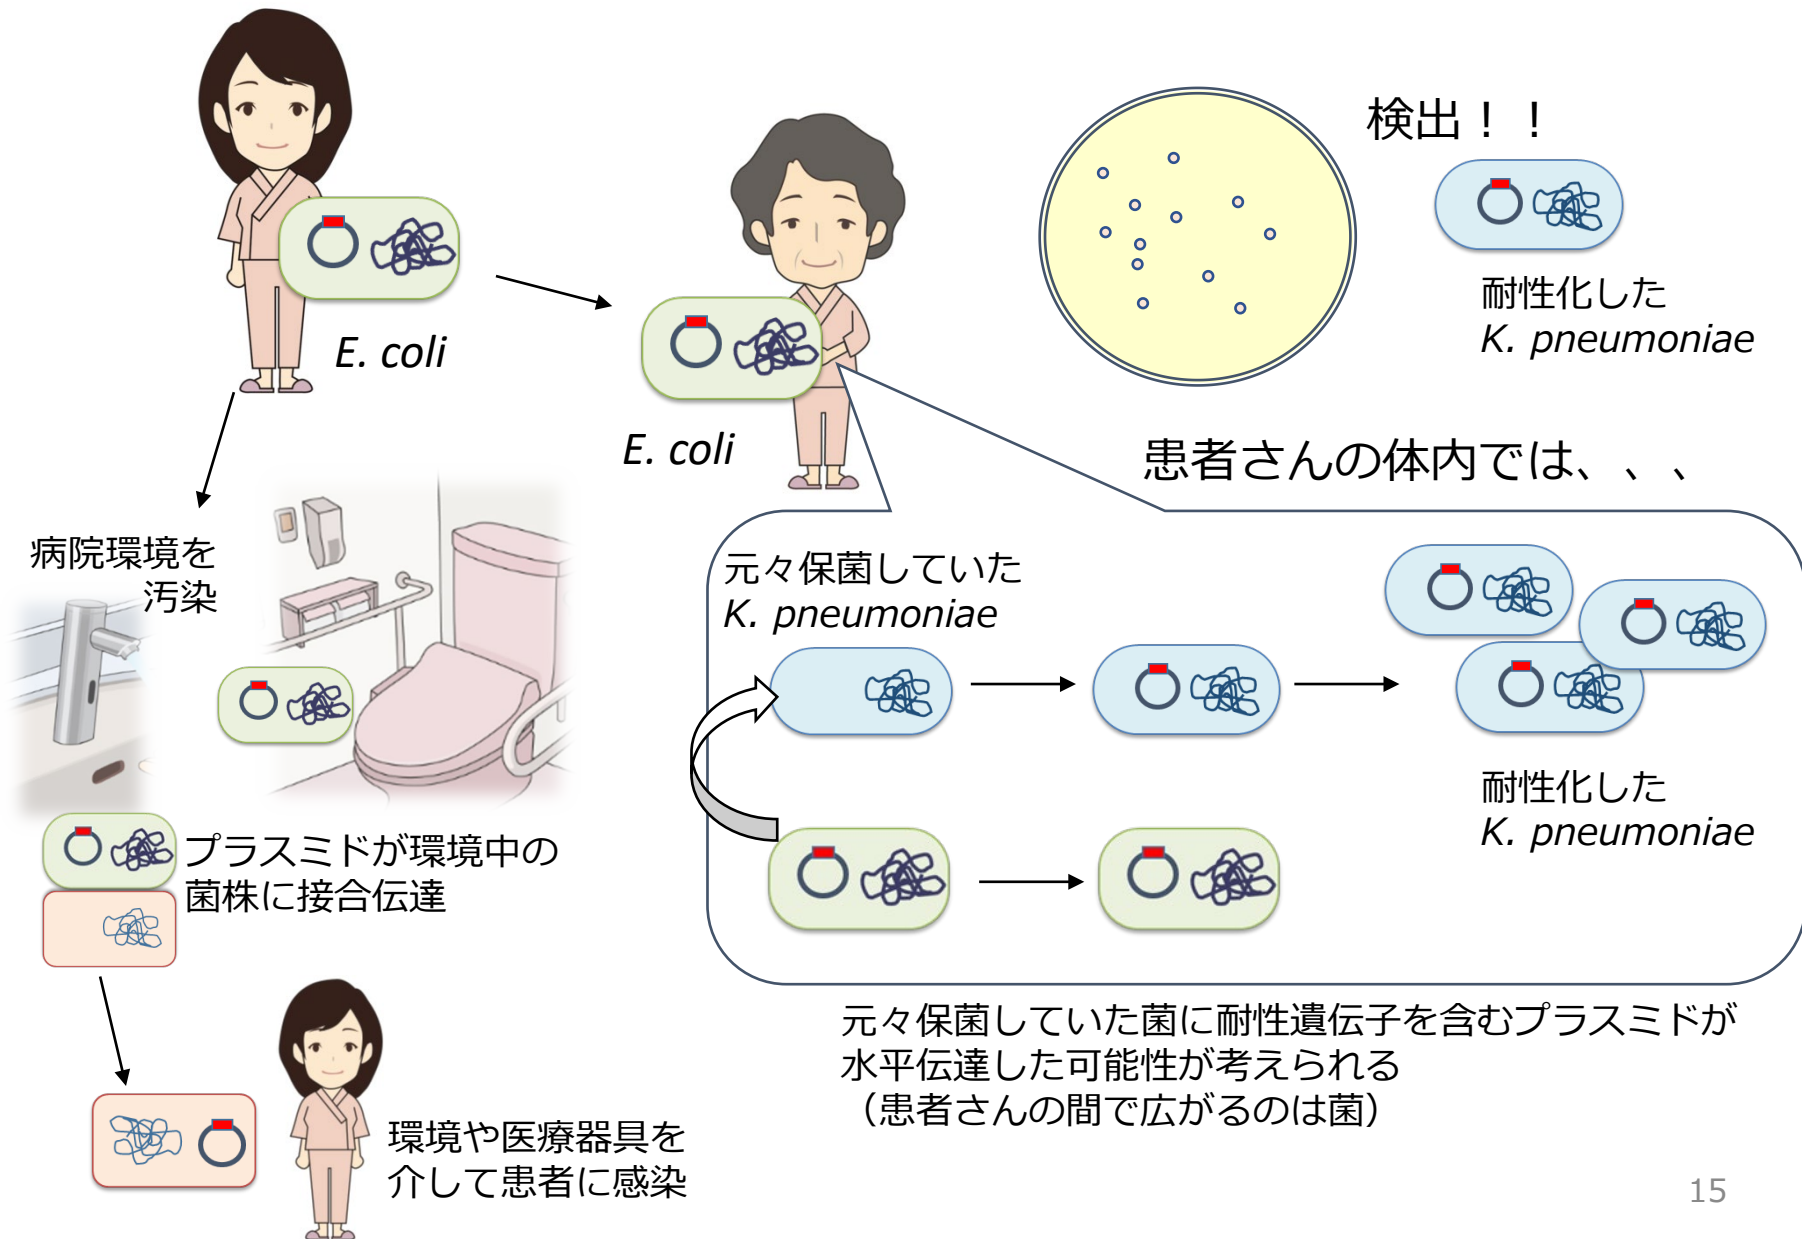 検出！！
耐性化した
K. pneumoniae
E. coli
E. coli
患者さんの体内では、、、
病院環境を
汚染
元々保菌していた
K. pneumoniae
耐性化した
K. pneumoniae
プラスミドが環境中の
菌株に接合伝達
元々保菌していた菌に耐性遺伝子を含むプラスミドが
水平伝達した可能性が考えられる
（患者さんの間で広がるのは菌）
環境や医療器具を
介して患者に感染
15